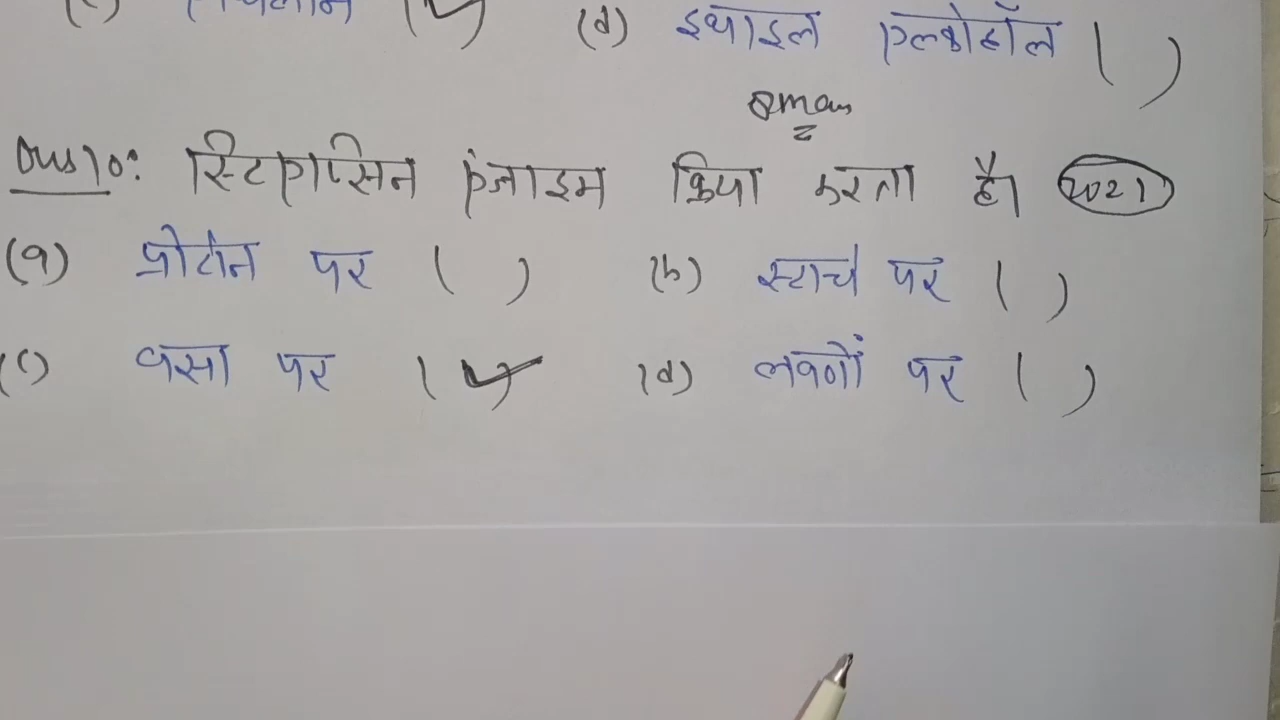 (d) इथाइल एल्कोहॉल ( )
Ques10: स्टिएप्सिन एंजाइम क्रिया करता है। 2021
(a) प्रोटीन पर ( ) (b) स्टार्च पर ( )
(c) वसा पर (✓) (d) लवणों पर ( )